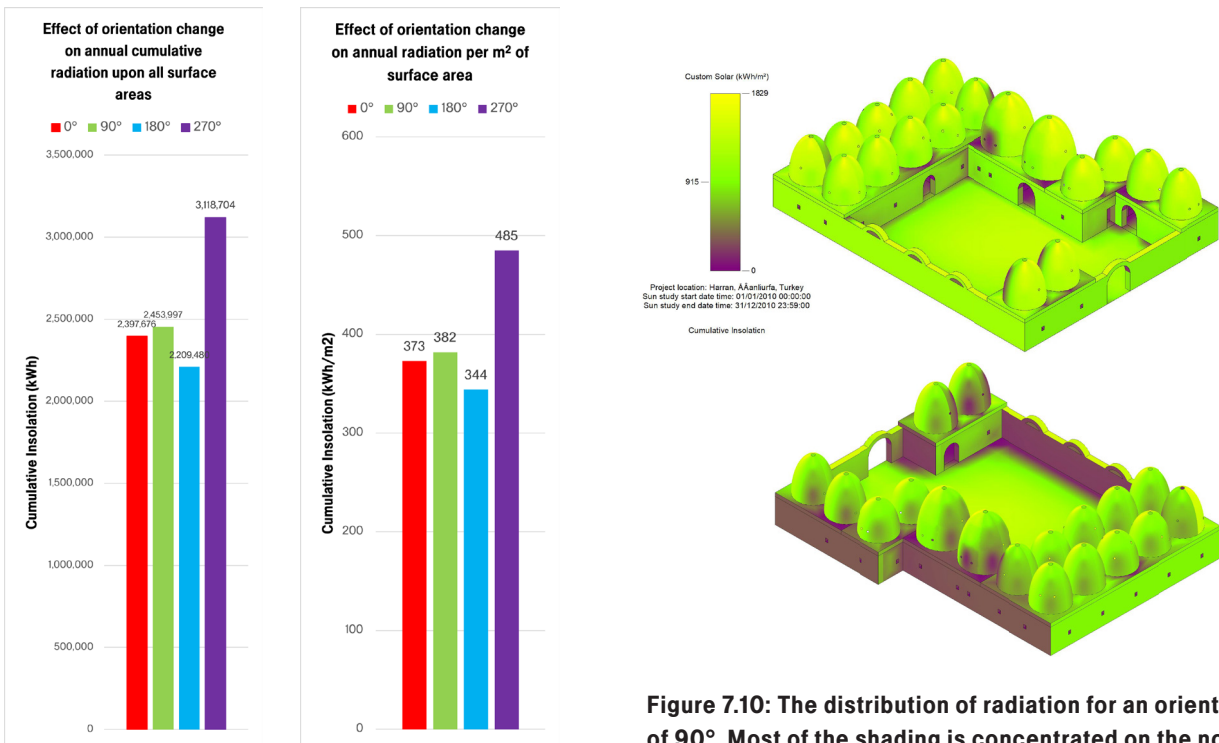 Effect of orientation change
on annual cumulative
radiation upon all surface
areas
0° 90° 180° 270°
3,500,000
3,000,000
2,500,000
2,000,000
1,500,000
1,000,000
500,000
0
Cumulative Insolation (kWh)
2,397,676
2,453,997
2,209,480
3,118,704
Effect of orientation change
on annual radiation per m² of
surface area
0° 90° 180° 270°
600
500
400
300
200
100
0
Cumulative Insolation (kWh/m2)
373
382
344
485
Custom Solar (kWh/m²)
1829
915
0
Project location: Harran, ÄÄanliurfa, Turkey
Sun study start date time: 01/01/2010 00:00:00
Sun study end date time: 31/12/2010 23:59:00
Cumulative Insolation
Figure 7.10: The distribution of radiation for an orient
of 90°. Most of the shading is concentrated on the no